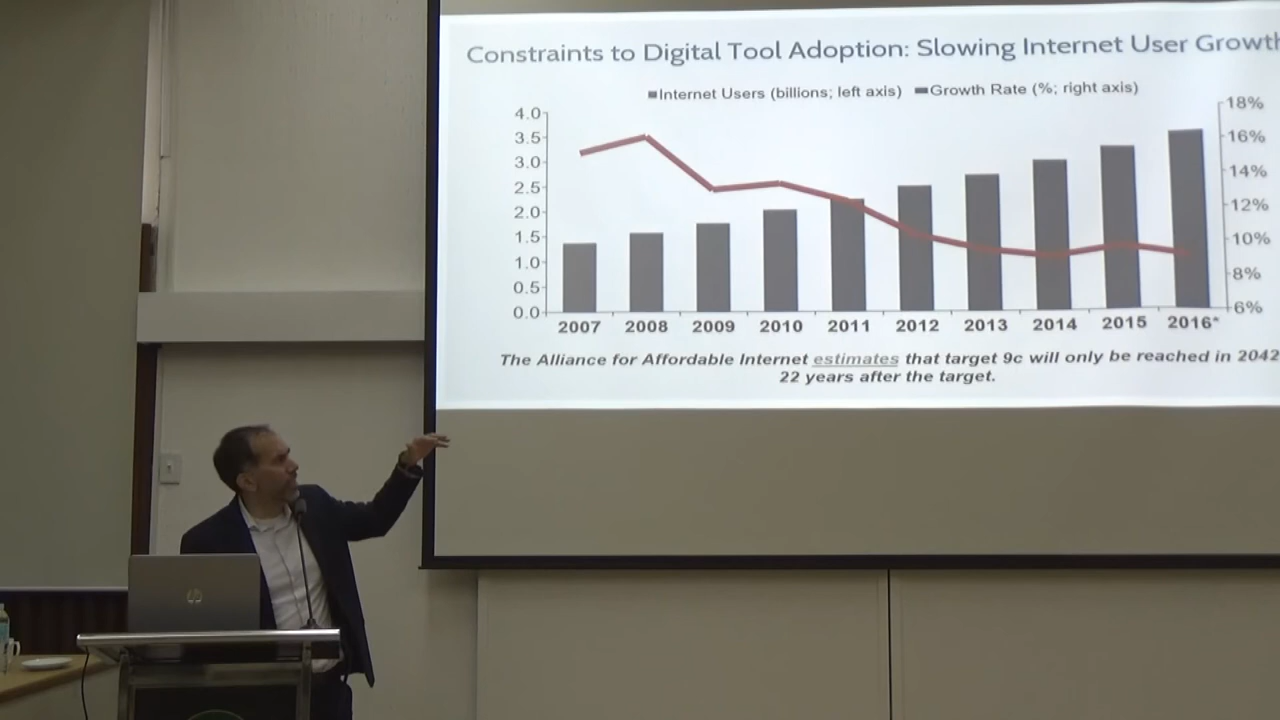 Constraints to Digital Tool Adoption: Slowing Internet User Growth
Internet Users (billions; left axis) Growth Rate (%; right axis)
4.0
3.5
3.0
2.5
2.0
1.5
1.0
0.5
0.0
18%
16%
14%
12%
10%
8%
6%
2007 2008 2009 2010 2011 2012 2013 2014 2015 2016*
The Alliance for Affordable Internet estimates that target 9c will only be reached in 2042
22 years after the target.
hp